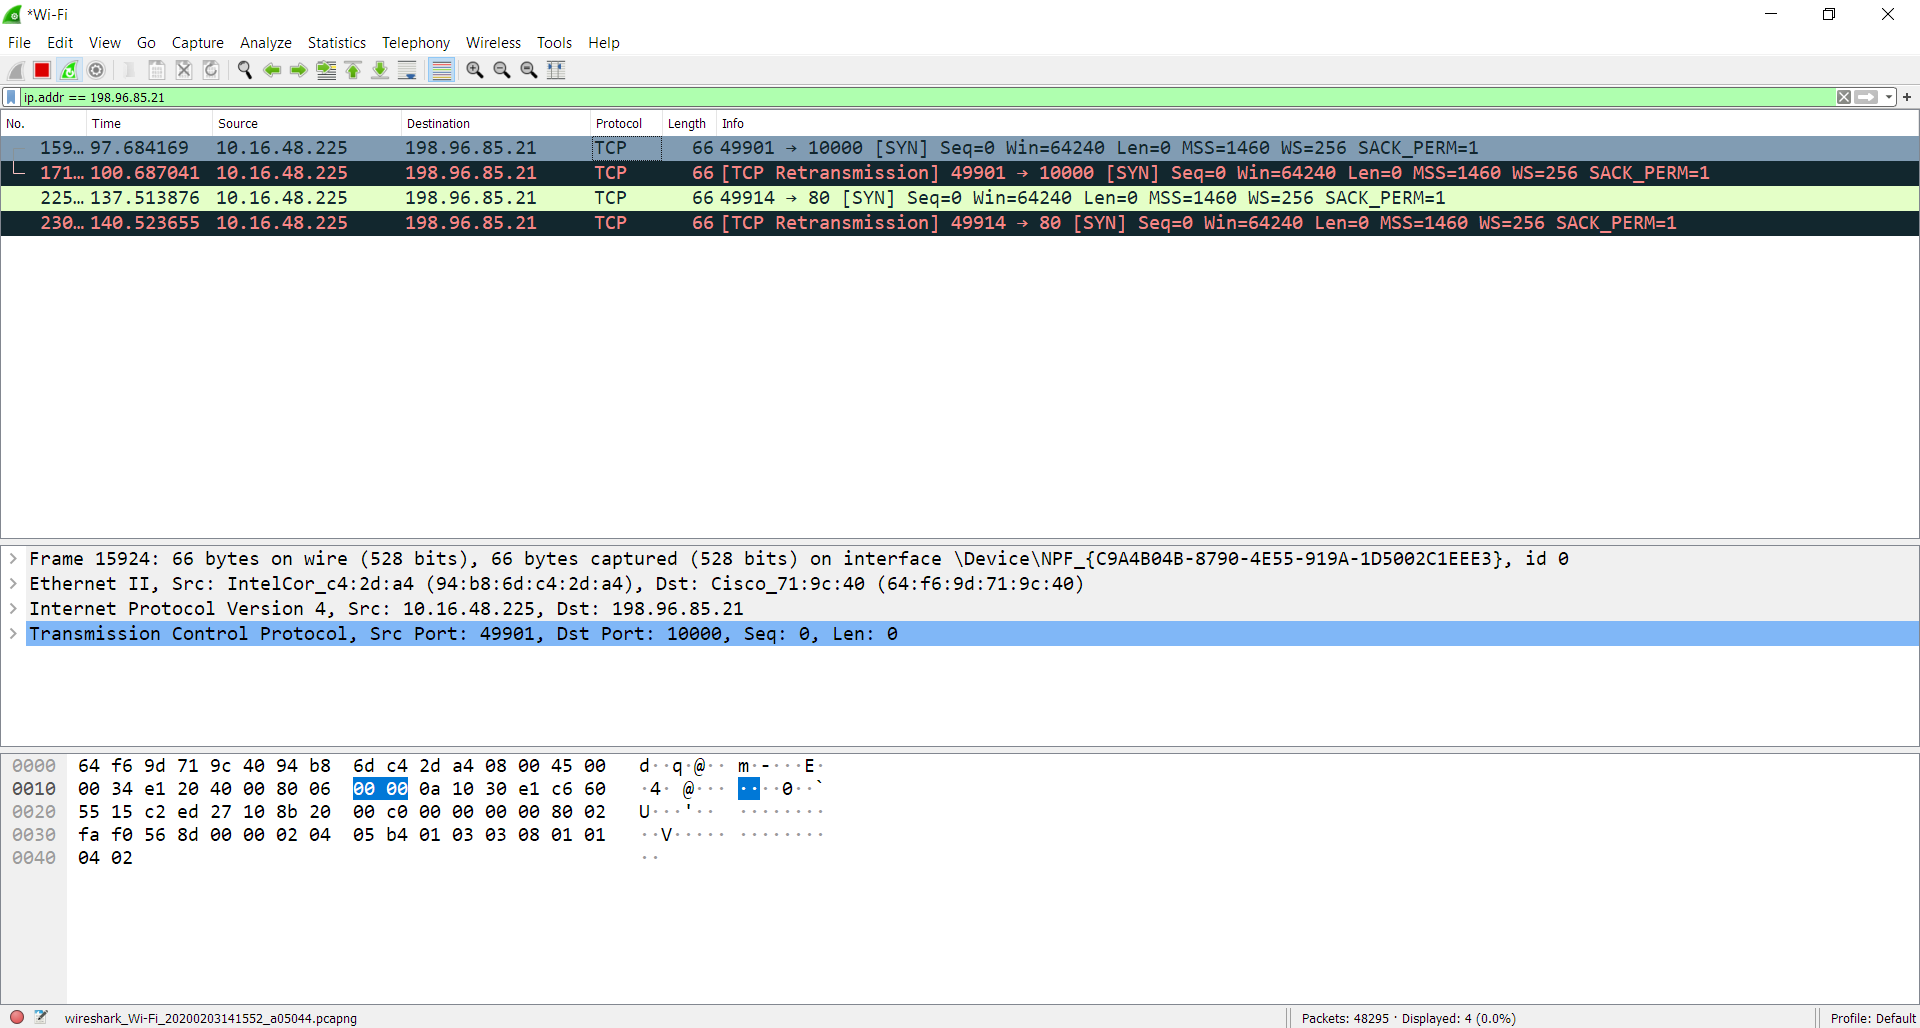 *Wi-Fi
File Edit View Go Capture Analyze Statistics Telephony Wireless Tools Help
ip.addr == 198.96.85.21
No. Time Source Destination Protocol Length Info
159… 97.684169 10.16.48.225 198.96.85.21 TCP 66 49901 → 10000 [SYN] Seq=0 Win=64240 Len=0 MSS=1460 WS=256 SACK_PERM=1
171… 100.687041 10.16.48.225 198.96.85.21 TCP 66 [TCP Retransmission] 49901 → 10000 [SYN] Seq=0 Win=64240 Len=0 MSS=1460 WS=256 SACK_PERM=1
225… 137.513876 10.16.48.225 198.96.85.21 TCP 66 49914 → 80 [SYN] Seq=0 Win=64240 Len=0 MSS=1460 WS=256 SACK_PERM=1
230… 140.523655 10.16.48.225 198.96.85.21 TCP 66 [TCP Retransmission] 49914 → 80 [SYN] Seq=0 Win=64240 Len=0 MSS=1460 WS=256 SACK_PERM=1
Frame 15924: 66 bytes on wire (528 bits), 66 bytes captured (528 bits) on interface \Device\NPF_{C9A4B04B-8790-4E55-919A-1D5002C1EEE3}, id 0
Ethernet II, Src: IntelCor_c4:2d:a4 (94:b8:6d:c4:2d:a4), Dst: Cisco_71:9c:40 (64:f6:9d:71:9c:40)
Internet Protocol Version 4, Src: 10.16.48.225, Dst: 198.96.85.21
Transmission Control Protocol, Src Port: 49901, Dst Port: 10000, Seq: 0, Len: 0
0000 64 f6 9d 71 9c 40 94 b8 6d c4 2d a4 08 00 45 00 d··q·@·· m·-···E·
0010 00 34 e1 20 40 00 80 06 00 00 0a 10 30 e1 c6 60 ·4· @··· ····0··`
0020 55 15 c2 ed 27 10 8b 20 00 c0 00 00 00 00 80 02 U···'·· ········
0030 fa f0 56 8d 00 00 02 04 05 b4 01 03 03 08 01 01 ··V····· ········
0040 04 02 ··
wireshark_Wi-Fi_20200203141552_a05044.pcapng Packets: 48295 · Displayed: 4 (0.0%) Profile: Default